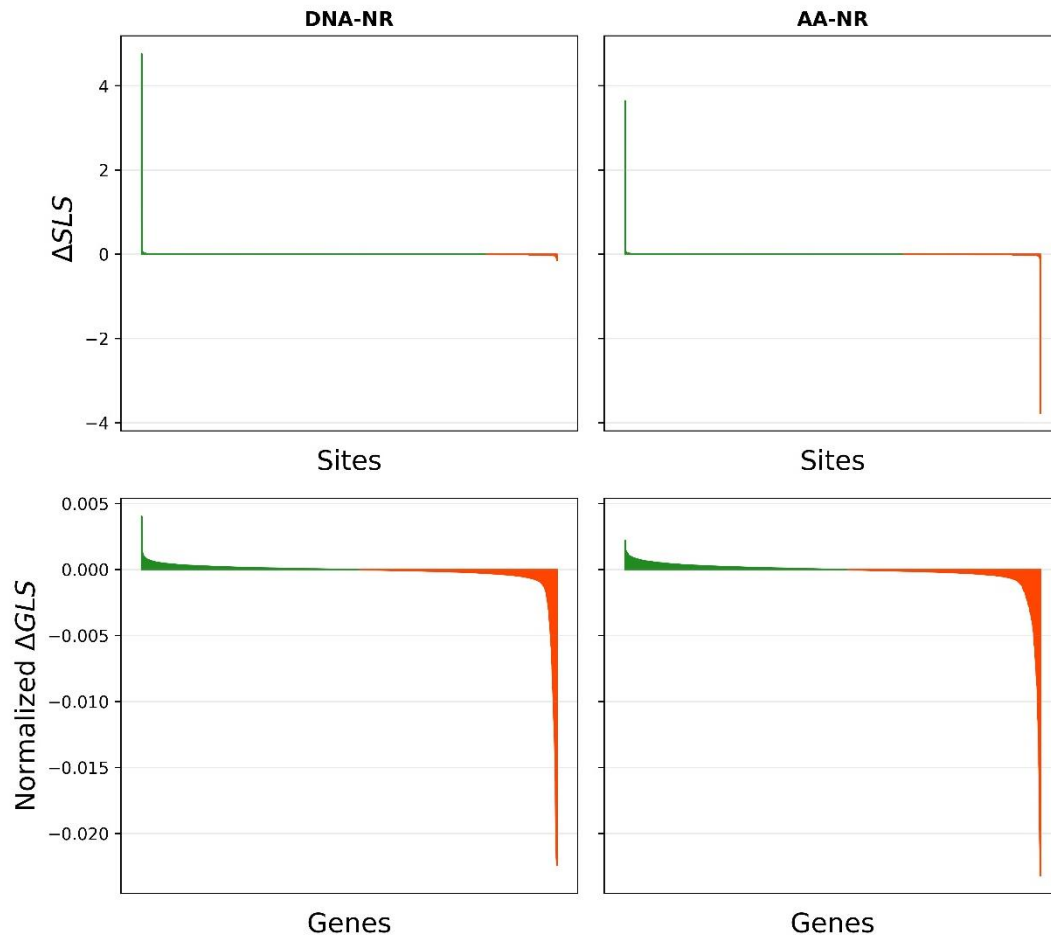 DNA-NR
AA-NR
ΔSLS
4
2
0
−2
−4
Sites
Sites
Normalized ΔGLS
0.005
0.000
−0.005
−0.010
−0.015
−0.020
Genes
Genes